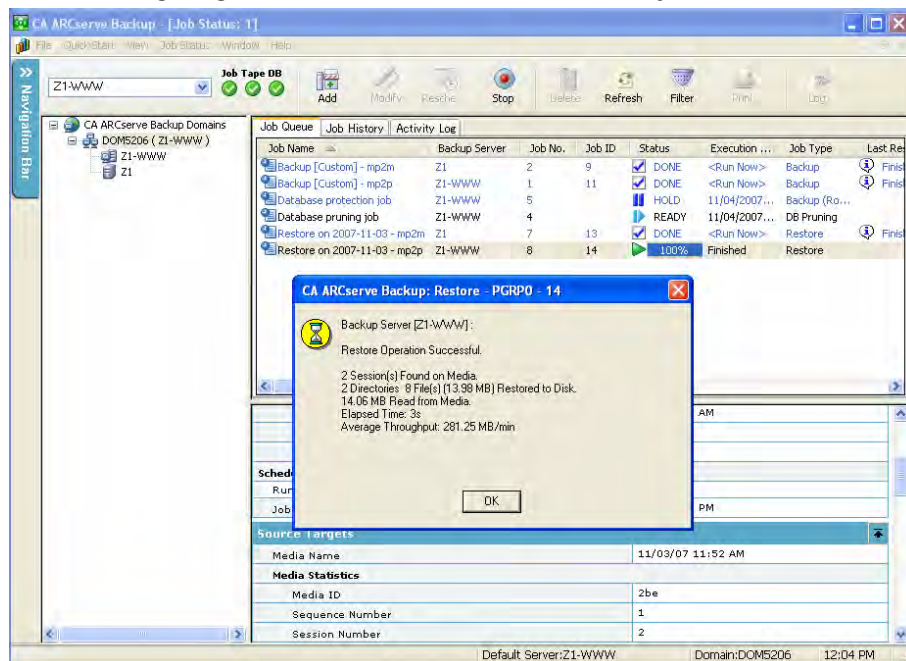 CA ARCserve Backup - [Job Status: 1]
File Quick Start View Job Status Window Help
Navigation Bar
Z1-WWW
Job Tape DB
Add Modify Resche Stop Delete Refresh Filter Print Log
CA ARCserve Backup Domains
DOM5206 ( Z1-WWW )
Z1-WWW
Z1
Job Queue Job History Activity Log
Job Name Backup Server Job No. Job ID Status Execution ... Job Type Last Res
Backup [Custom] - mp2m Z1 2 9 DONE <Run Now> Backup Finis
Backup [Custom] - mp2p Z1-WWW 1 11 DONE <Run Now> Backup Finis
Database protection job Z1-WWW 5 HOLD 11/04/2007... Backup (Ro...
Database pruning job Z1-WWW 4 READY 11/04/2007... DB Pruning
Restore on 2007-11-03 - mp2m Z1 7 13 DONE <Run Now> Restore Finis
Restore on 2007-11-03 - mp2p Z1-WWW 8 14 100% Finished Restore
CA ARCserve Backup: Restore - PGRP0 - 14
Backup Server [Z1-WWW] :
Restore Operation Successful.
2 Session(s) Found on Media.
2 Directories 8 File(s) (13.98 MB) Restored to Disk.
14.06 MB Read from Media.
Elapsed Time: 3s
Average Throughput: 281.25 MB/min
OK
AM
Sched
Run
Job
PM
Source Targets
Media Name 11/03/07 11:52 AM
Media Statistics
Media ID 2be
Sequence Number 1
Session Number 2
Default Server:Z1-WWW Domain:DOM5206 12:04 PM